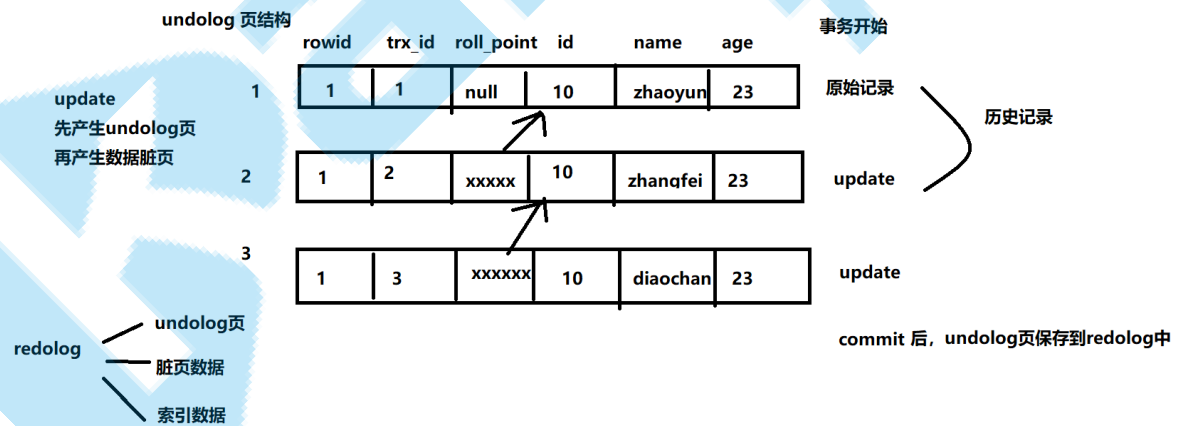 undolog 页结构
事务开始
rowid trx_id roll_point id name age
1 1 1 null 10 zhaoyun 23 原始记录
历史记录
update
先产生undolog页
再产生数据脏页
2 1 2 xxxxx 10 zhangfei 23 update
3 1 3 xxxxxx 10 diaochan 23 update
redolog
undolog页
脏页数据
索引数据
commit 后，undolog页保存到redolog中